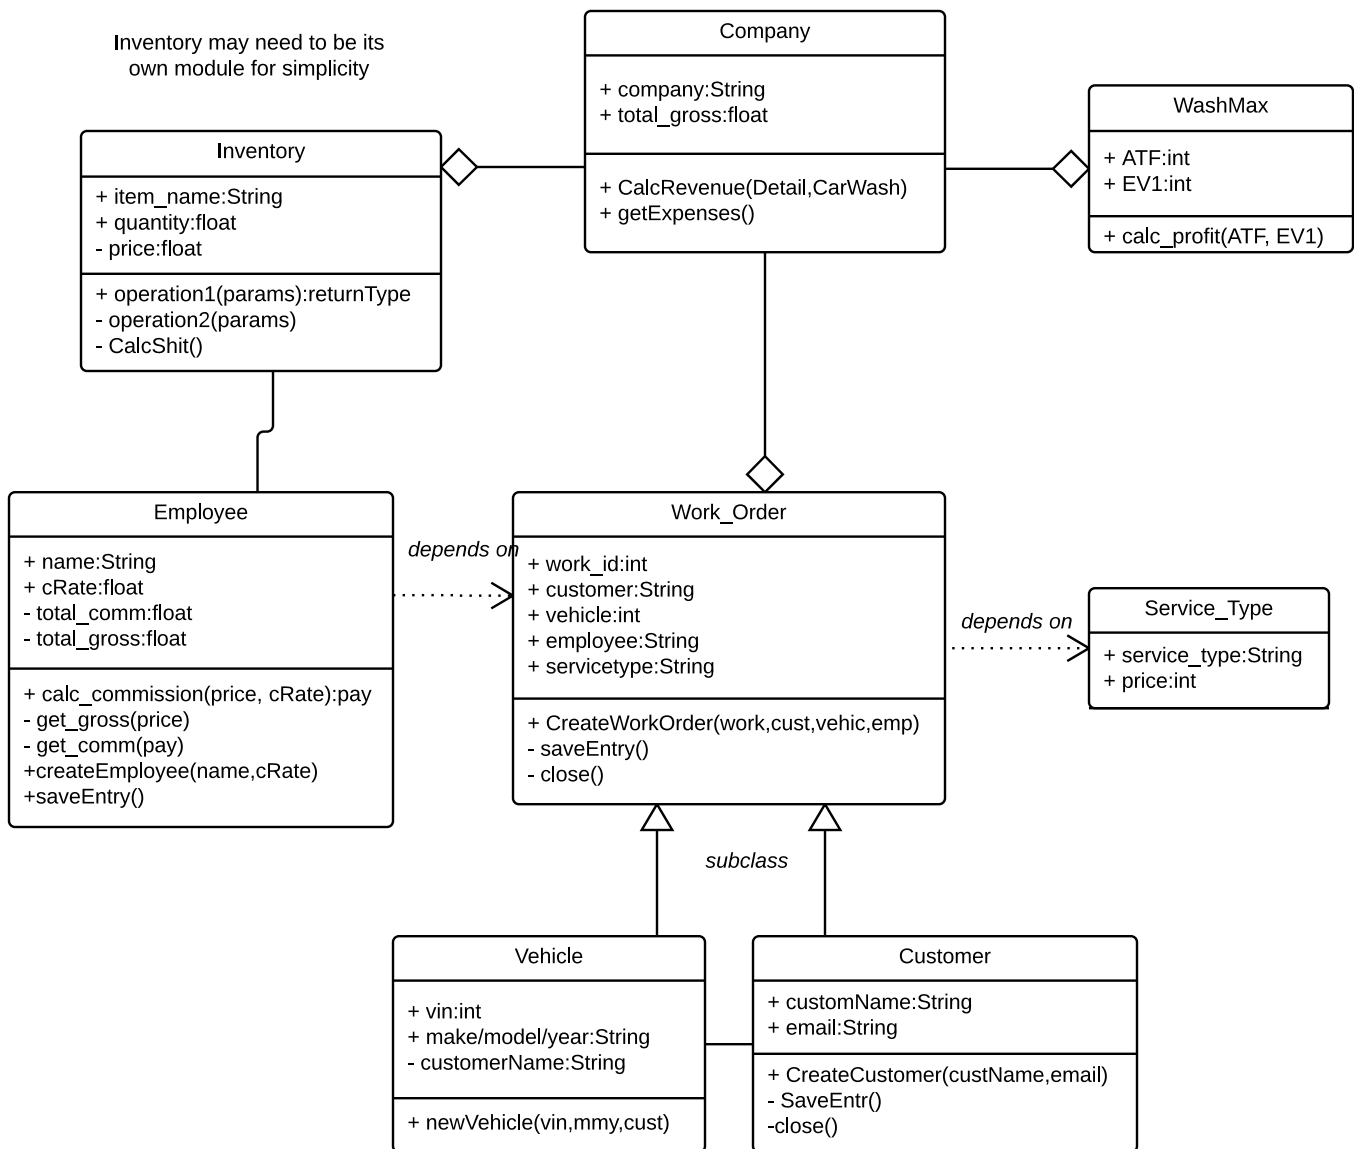 Inventory may need to be its
own module for simplicity
Company
+ company:String
+ total_gross:float
+ CalcRevenue(Detail,CarWash)
+ getExpenses()
WashMax
+ ATF:int
+ EV1:int
+ calc_profit(ATF, EV1)
Inventory
+ item_name:String
+ quantity:float
- price:float
+ operation1(params):returnType
- operation2(params)
- CalcShit()
Employee
+ name:String
+ cRate:float
- total_comm:float
- total_gross:float
+ calc_commission(price, cRate):pay
- get_gross(price)
- get_comm(pay)
+createEmployee(name,cRate)
+saveEntry()
depends on
Work_Order
+ work_id:int
+ customer:String
+ vehicle:int
+ employee:String
+ servicetype:String
+ CreateWorkOrder(work,cust,vehic,emp)
- saveEntry()
- close()
depends on
Service_Type
+ service_type:String
+ price:int
subclass
Vehicle
+ vin:int
+ make/model/year:String
- customerName:String
+ newVehicle(vin,mmy,cust)
Customer
+ customName:String
+ email:String
+ CreateCustomer(custName,email)
- SaveEntr()
-close()